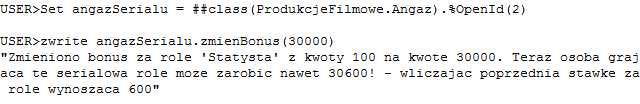 USER>Set angazSerialu = ##class(ProdukcjeFilmowe.Angaz).%OpenId(2)
USER>zwrite angazSerialu.zmienBonus(30000)
"Zmieniono bonus za role 'Statysta' z kwoty 100 na kwote 30000. Teraz osoba graj
aca te serialowa role moze zarobic nawet 30600! - wliczajac poprzednia stawke za
role wynoszaca 600"